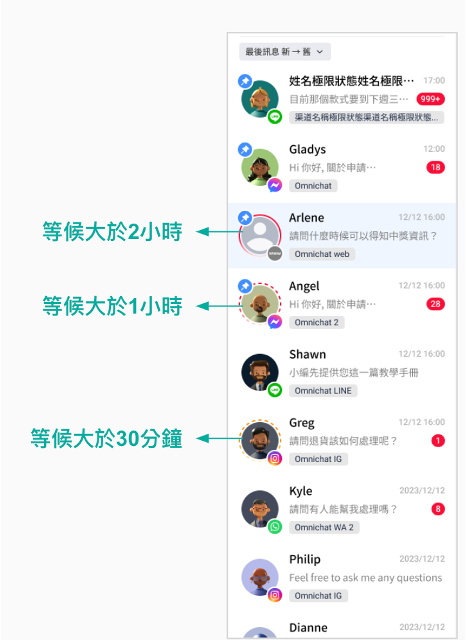 最後訊息 新 → 舊
姓名極限狀態姓名極限⋯ 17:00
目前那個款式要到下週三⋯ 999+
渠道名稱極限狀態渠道名稱極限狀態...
Gladys 12:00
Hi 你好, 關於申請⋯ 18
Omnichat
等候大於2小時
Arlene 12/12 16:00
請問什麼時候可以得知中獎資訊？
Omnichat web
等候大於1小時
Angel 12/12 16:00
Hi 你好, 關於申請⋯ 28
Omnichat 2
Shawn 12/12 16:00
小編先提供您這一篇教學手冊
Omnichat LINE
等候大於30分鐘
Greg 12/12 16:00
請問退貨該如何處理呢？ 1
Omnichat IG
Kyle 2023/12/12
請問有人能幫我處理嗎？ 8
Omnichat WA 2
Philip 2023/12/12
Feel free to ask me any questions
Omnichat IG
Dianne 2023/12/12